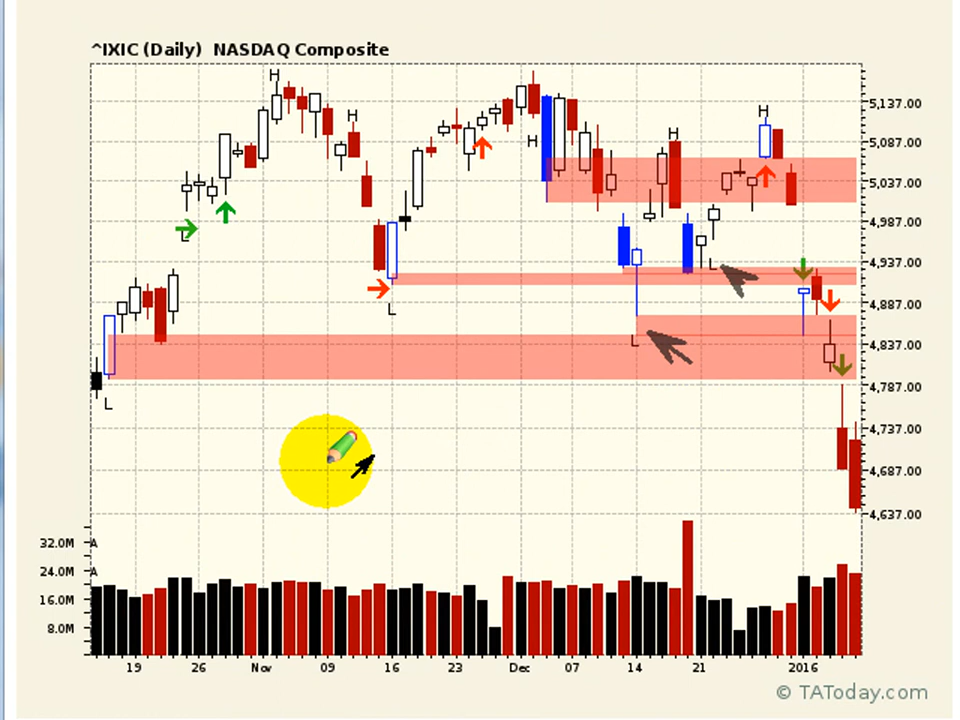 ^IXIC (Daily)  NASDAQ Composite
H
H
H
H
H
5,137.00
5,087.00
5,037.00
4,997.00
4,937.00
4,887.00
4,837.00
4,787.00
4,737.00
4,687.00
4,637.00
L
L
L
L
L
32.0M
A
24.0M
A
16.0M
8.0M
19 26 Nov 09 16 23 Dec 07 14 21 2016
© TAToday.com